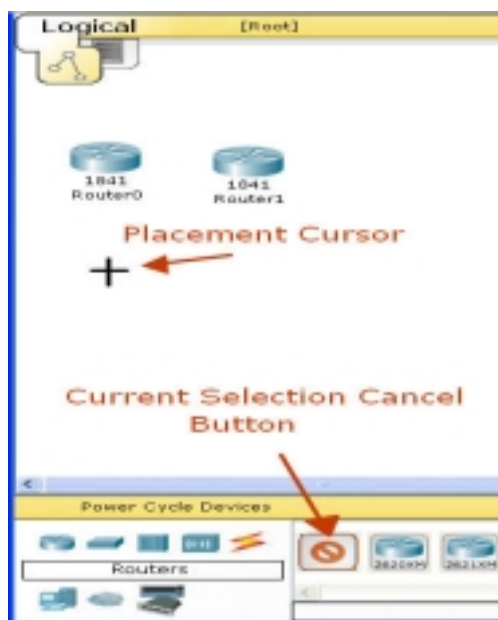 Logical [Root]
1841
Router0
1841
Router1
Placement Cursor
Current Selection Cancel
Button
Power Cycle Devices
Routers
2620XM
2621XM